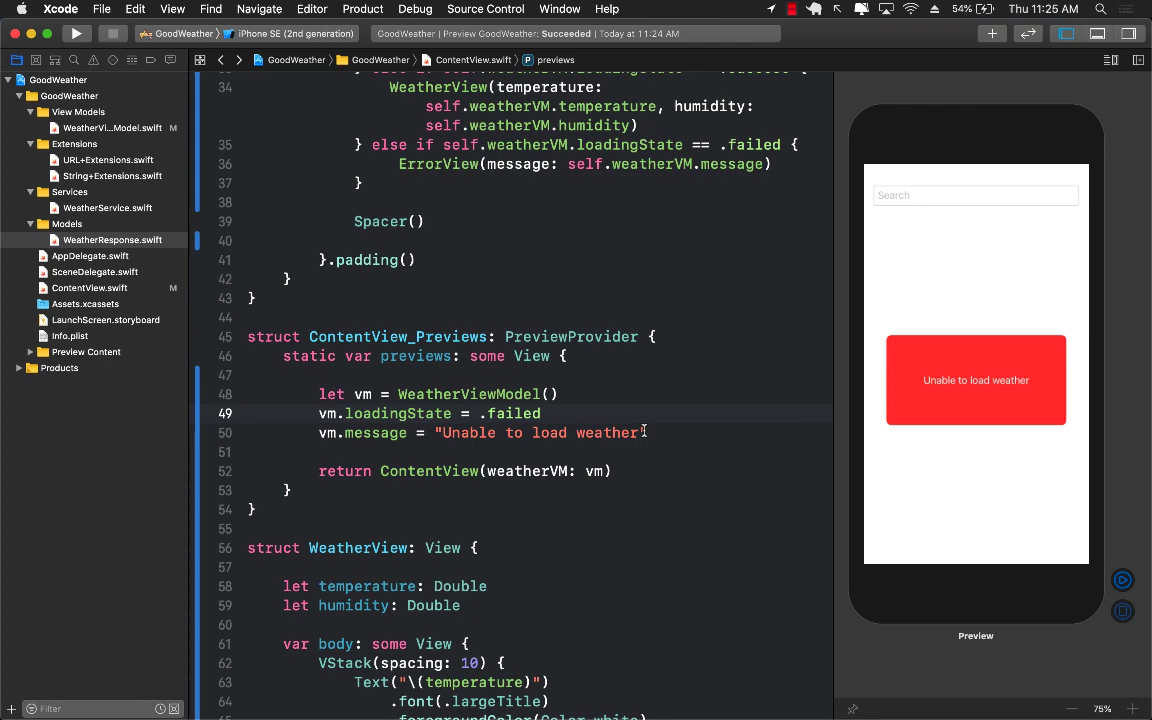 Xcode File Edit View Find Navigate Editor Product Debug Source Control Window Help 54% Thu 11:25 AM
GoodWeather iPhone SE (2nd generation) GoodWeather | Preview GoodWeather: Succeeded | Today at 11:24 AM
GoodWeather GoodWeather ContentView.swift P previews
GoodWeather
GoodWeather
View Models
WeatherVi...Model.swift M
Extensions
URL+Extensions.swift
String+Extensions.swift
Services
WeatherService.swift
Models
WeatherResponse.swift
AppDelegate.swift
SceneDelegate.swift
ContentView.swift M
Assets.xcassets
LaunchScreen.storyboard
Info.plist
Preview Content
Products
Filter
34 WeatherView(temperature:
self.weatherVM.temperature, humidity:
self.weatherVM.humidity)
35 } else if self.weatherVM.loadingState == .failed {
36 ErrorView(message: self.weatherVM.message)
37 }
38
39 Spacer()
40
41 }.padding()
42 }
43 }
44
45 struct ContentView_Previews: PreviewProvider {
46 static var previews: some View {
47
48 let vm = WeatherViewModel()
49 vm.loadingState = .failed
50 vm.message = "Unable to load weather"
51
52 return ContentView(weatherVM: vm)
53 }
54 }
55
56 struct WeatherView: View {
57
58 let temperature: Double
59 let humidity: Double
60
61 var body: some View {
62 VStack(spacing: 10) {
63 Text("\(temperature)")
64 .font(.largeTitle)
Search
Unable to load weather
Preview
75%